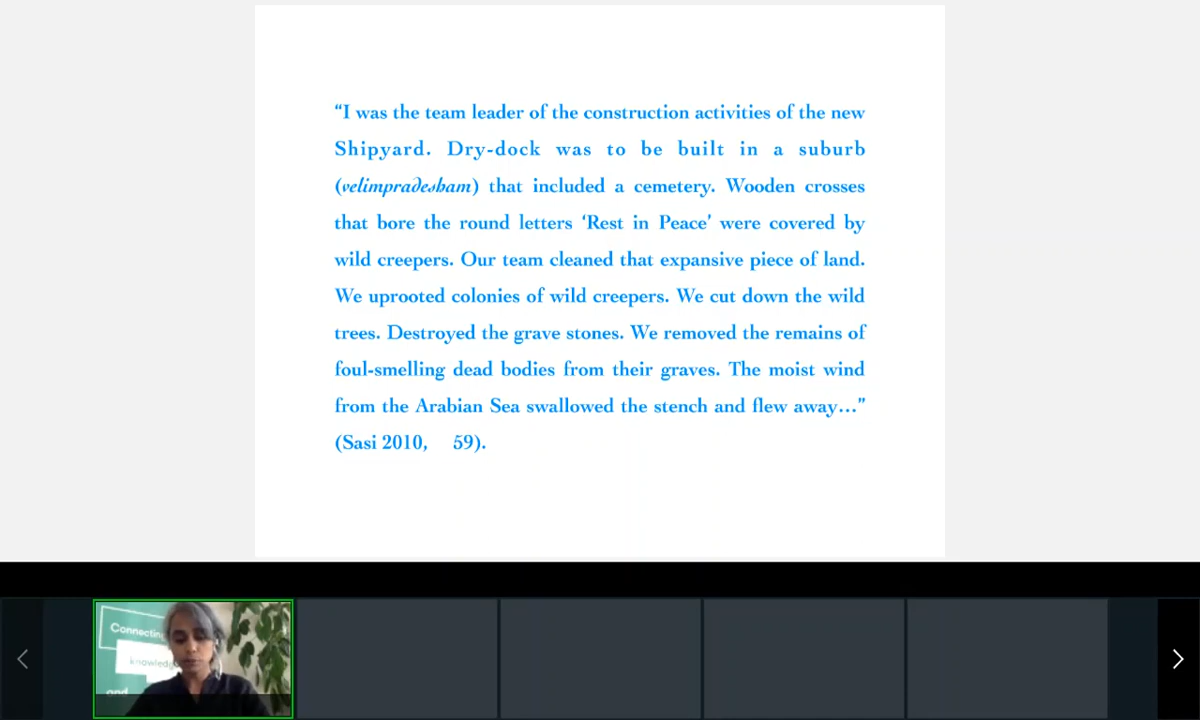 “I was the team leader of the construction activities of the new
Shipyard. Dry-dock was to be built in a suburb
(velimpradesham) that included a cemetery. Wooden crosses
that bore the round letters ‘Rest in Peace’ were covered by
wild creepers. Our team cleaned that expansive piece of land.
We uprooted colonies of wild creepers. We cut down the wild
trees. Destroyed the grave stones. We removed the remains of
foul-smelling dead bodies from their graves. The moist wind
from the Arabian Sea swallowed the stench and flew away…”
(Sasi 2010, 59).
Connecting
knowledge
and